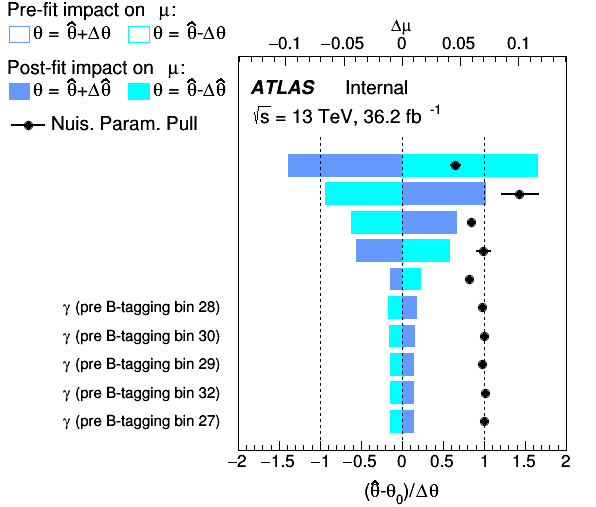 Pre-fit impact on μ:
θ = θ̂+Δθ θ = θ̂-Δθ
Post-fit impact on μ:
θ = θ̂+Δθ̂ θ = θ̂-Δθ̂
Nuis. Param. Pull
Δμ
−0.1 −0.05 0 0.05 0.1
ATLAS Internal
√s = 13 TeV, 36.2 fb⁻¹
γ (pre B-tagging bin 28)
γ (pre B-tagging bin 30)
γ (pre B-tagging bin 29)
γ (pre B-tagging bin 32)
γ (pre B-tagging bin 27)
−2 −1.5 −1 −0.5 0 0.5 1 1.5 2
(θ̂-θ₀)/Δθ